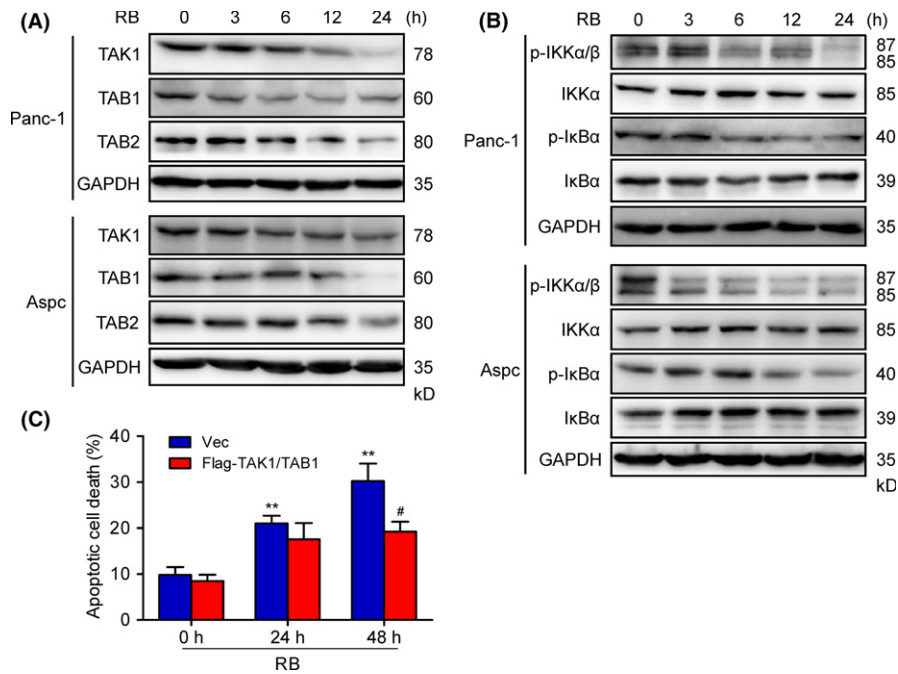 (A)
RB 0 3 6 12 24 (h)
Panc-1
TAK1 78
TAB1 60
TAB2 80
GAPDH 35
Aspc
TAK1 78
TAB1 60
TAB2 80
GAPDH 35
kD
(B)
RB 0 3 6 12 24 (h)
Panc-1
p-IKKα/β 87
85
IKKα 85
p-IκBα 40
IκBα 39
GAPDH 35
Aspc
p-IKKα/β 87
85
IKKα 85
p-IκBα 40
IκBα 39
GAPDH 35
kD
(C)
Apoptotic cell death (%)
40
30
20
10
0
Vec
Flag-TAK1/TAB1
** ** #
0 h 24 h 48 h
RB